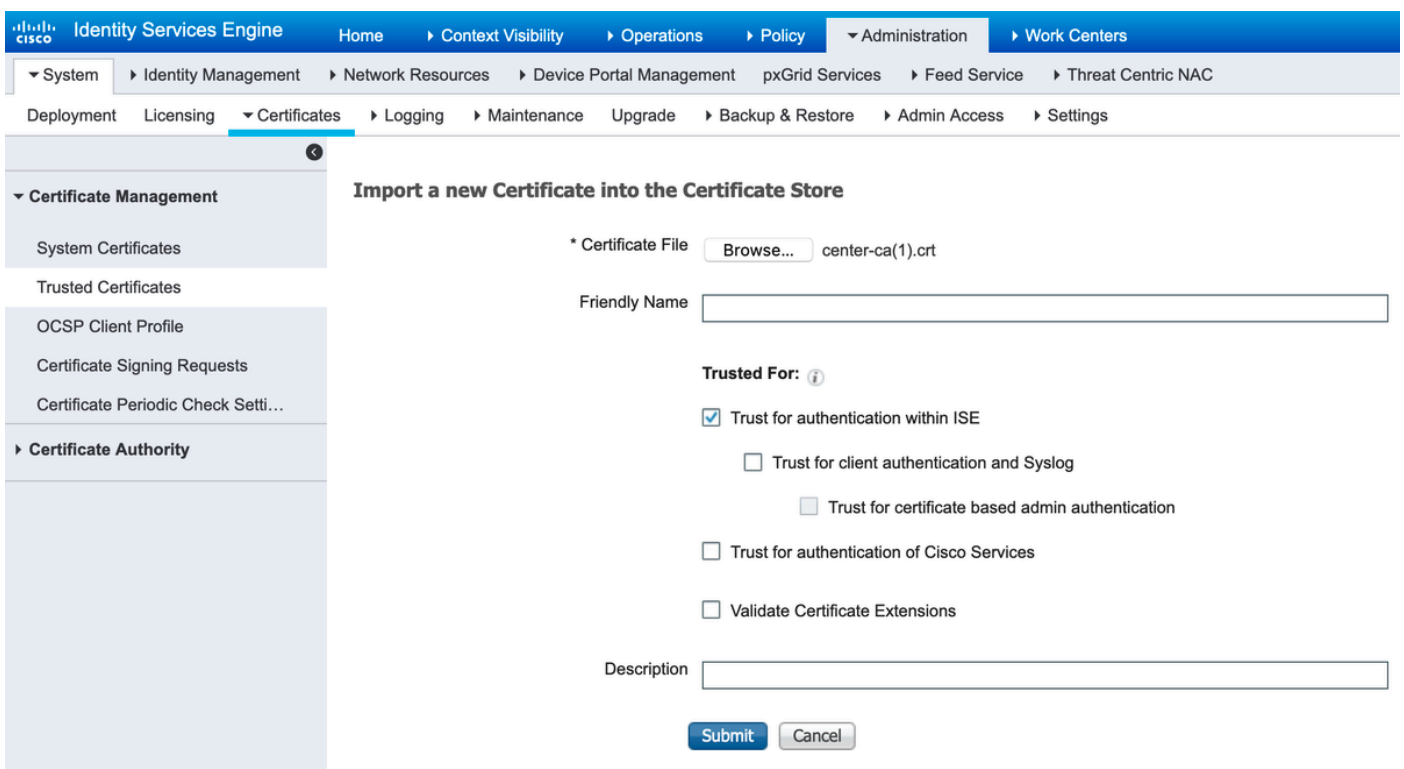 CISCO Identity Services Engine Home Context Visibility Operations Policy Administration Work Centers
System Identity Management Network Resources Device Portal Management pxGrid Services Feed Service Threat Centric NAC
Deployment Licensing Certificates Logging Maintenance Upgrade Backup & Restore Admin Access Settings
Certificate Management
System Certificates
Trusted Certificates
OCSP Client Profile
Certificate Signing Requests
Certificate Periodic Check Setti...
Certificate Authority
Import a new Certificate into the Certificate Store
* Certificate File Browse... center-ca(1).crt
Friendly Name
Trusted For: i
Trust for authentication within ISE
Trust for client authentication and Syslog
Trust for certificate based admin authentication
Trust for authentication of Cisco Services
Validate Certificate Extensions
Description
Submit Cancel